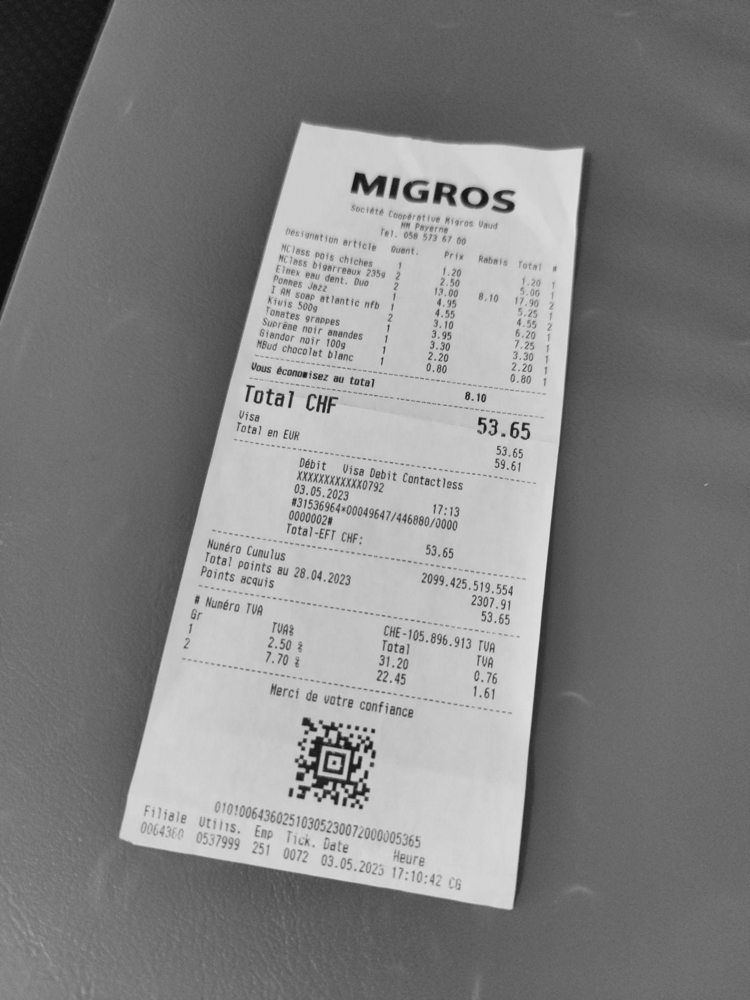 MIGROS
Société Coopérative Migros Vaud
MM Payerne
Tel. 058 573 67 00
Désignation article Quant. Prix Rabais Total #
MClass pois chiches 1 1.20 1.20 1
MClass bigarreaux 235g 2 2.50 5.00 1
Elmex eau dent. Duo 2 13.00 8.10 17.90 2
Pommes Jazz 1 4.95 5.25 1
I AM soap atlantic nfb 1 4.55 4.55 2
Kiwis 500g 2 3.10 6.20 1
Tomates grappes 1 3.95 7.25 1
Suprême noir amandes 1 3.30 3.30 1
Giandor noir 100g 1 2.20 2.20 1
MBud chocolat blanc 1 0.80 0.80 1
Vous économisez au total 8.10
Total CHF 53.65
Visa 53.65
Total en EUR 59.61
Débit Visa Debit Contactless
XXXXXXXXXXXX0792
03.05.2023 17:13
#31536964*00049647/446880/0000
0000002#
Total-EFT CHF: 53.65
Numéro Cumulus 2099.425.519.554
Total points au 28.04.2023 2307.91
Points acquis 53.65
# Numéro TVA CHE-105.896.913 TVA
Gr TVA% Total TVA
1 2.50 % 31.20 0.76
2 7.70 % 22.45 1.61
Merci de votre confiance
010100643602510305230072000005365
Filiale Utilis. Emp Tick. Date Heure
0064360 0537999 251 0072 03.05.2023 17:10:42 CG